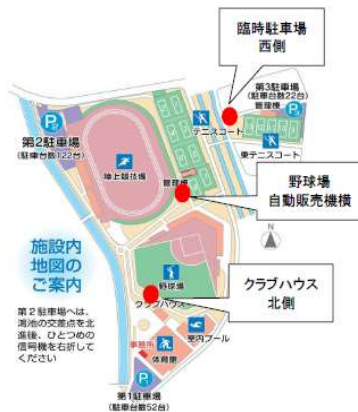 臨時駐車場
西側
第3駐車場
(駐車台数22台)
管理棟
テニスコート
東テニスコート
第2駐車場
(駐車台数122台)
陸上競技場
管理棟
野球場
自動販売機横
N
施設内
地図の
ご案内
第2駐車場へは、
鴻池の交差点を北
進後、ひとつめの
信号機を右折して
ください
野球場
クラブハウス
クラブハウス
北側
室内プール
事務所
体育館
第1駐車場
(駐車台数52台)